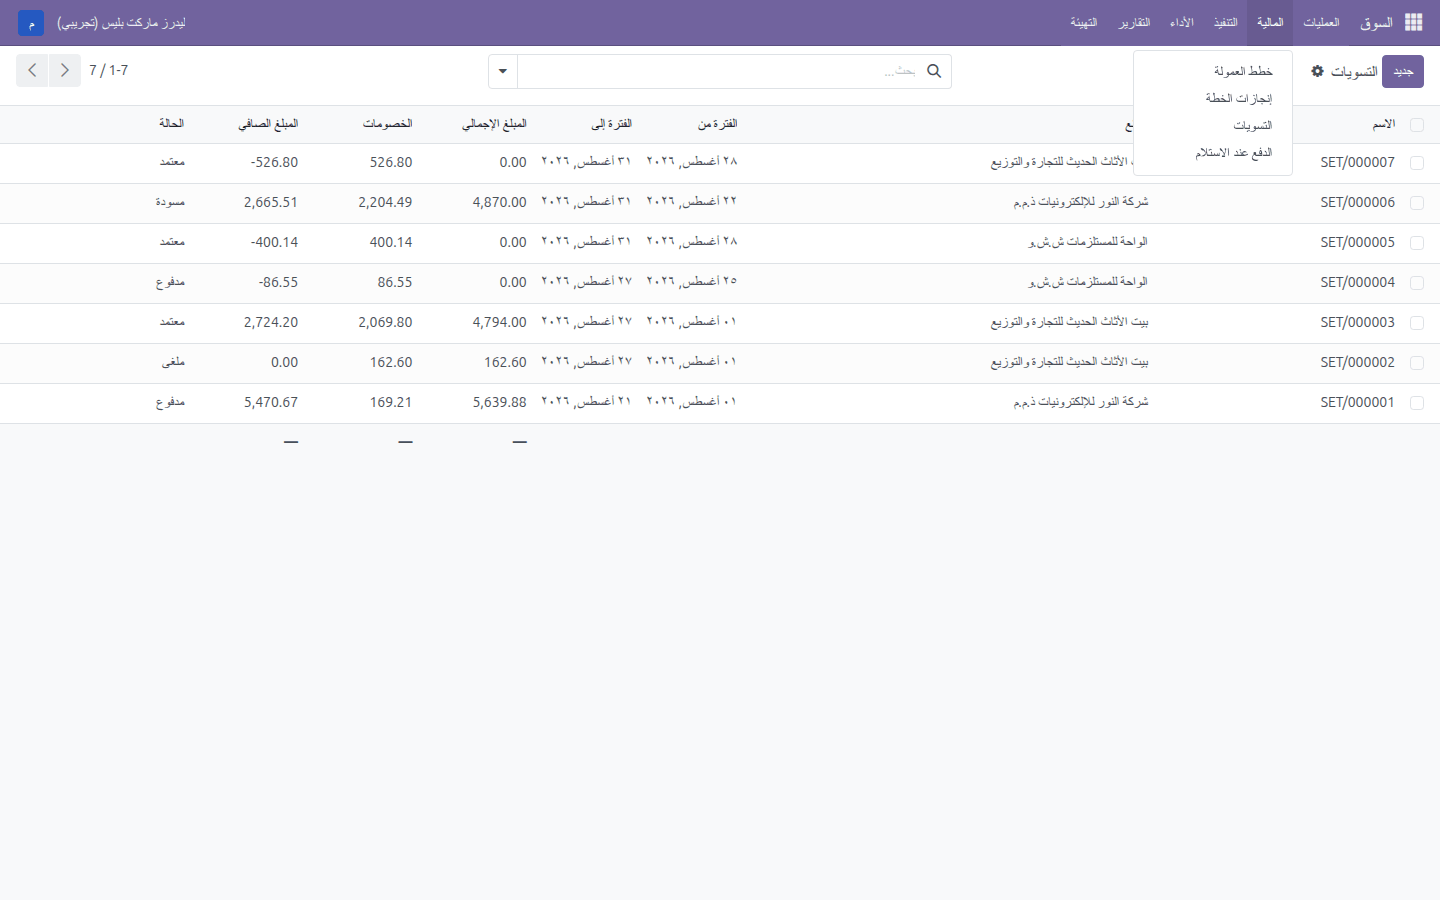 السوق العمليات المالية التنفيذ الأداء التقارير التهيئة ليدرز ماركت بليس (تجريبي) م
جديد التسويات بحث... 1-7 / 7
خطط العمولة
إنجازات الخطة
التسويات
الدفع عند الاستلام
الاسم الفترة من الفترة إلى المبلغ الإجمالي الخصومات المبلغ الصافي الحالة
SET/000007 الأثاث الحديث للتجارة والتوزيع ٢٨ أغسطس, ٢٠٢٦ ٣١ أغسطس, ٢٠٢٦ 0.00 526.80 -526.80 معتمد
SET/000006 شركة النور للإلكترونيات ذ.م.م ٢٢ أغسطس, ٢٠٢٦ ٣١ أغسطس, ٢٠٢٦ 4,870.00 2,204.49 2,665.51 مسودة
SET/000005 الواحة للمستلزمات ش.ش.و ٢٨ أغسطس, ٢٠٢٦ ٣١ أغسطس, ٢٠٢٦ 0.00 400.14 -400.14 معتمد
SET/000004 الواحة للمستلزمات ش.ش.و ٢٥ أغسطس, ٢٠٢٦ ٢٧ أغسطس, ٢٠٢٦ 0.00 86.55 -86.55 مدفوع
SET/000003 بيت الأثاث الحديث للتجارة والتوزيع ٠١ أغسطس, ٢٠٢٦ ٢٧ أغسطس, ٢٠٢٦ 4,794.00 2,069.80 2,724.20 معتمد
SET/000002 بيت الأثاث الحديث للتجارة والتوزيع ٠١ أغسطس, ٢٠٢٦ ٢٧ أغسطس, ٢٠٢٦ 162.60 162.60 0.00 ملغى
SET/000001 شركة النور للإلكترونيات ذ.م.م ٠١ أغسطس, ٢٠٢٦ ٢١ أغسطس, ٢٠٢٦ 5,639.88 169.21 5,470.67 مدفوع
— — —